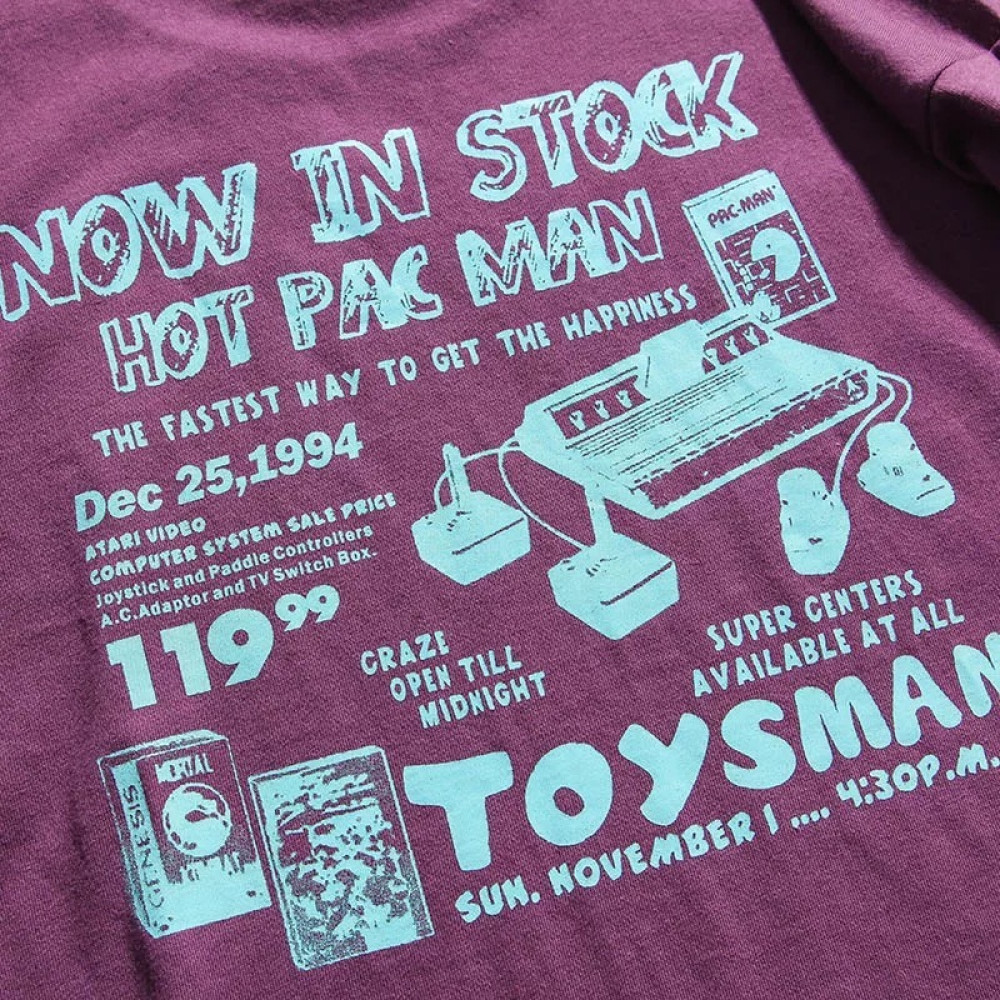 NOW IN STOCK
HOT PAC MAN
PAC-MAN
THE FASTEST WAY TO GET THE HAPPINESS
Dec 25,1994
ATARI VIDEO
COMPUTER SYSTEM SALE PRICE
Joystick and Paddle Controllers
A.C.Adaptor and TV Switch Box.
119.99
CRAZE
OPEN TILL
MIDNIGHT
SUPER CENTERS
AVAILABLE AT ALL
TOYSMAN
SUN. NOVEMBER 1 .... 4:30P.M.
GENESIS
MORTAL
KOMBAT